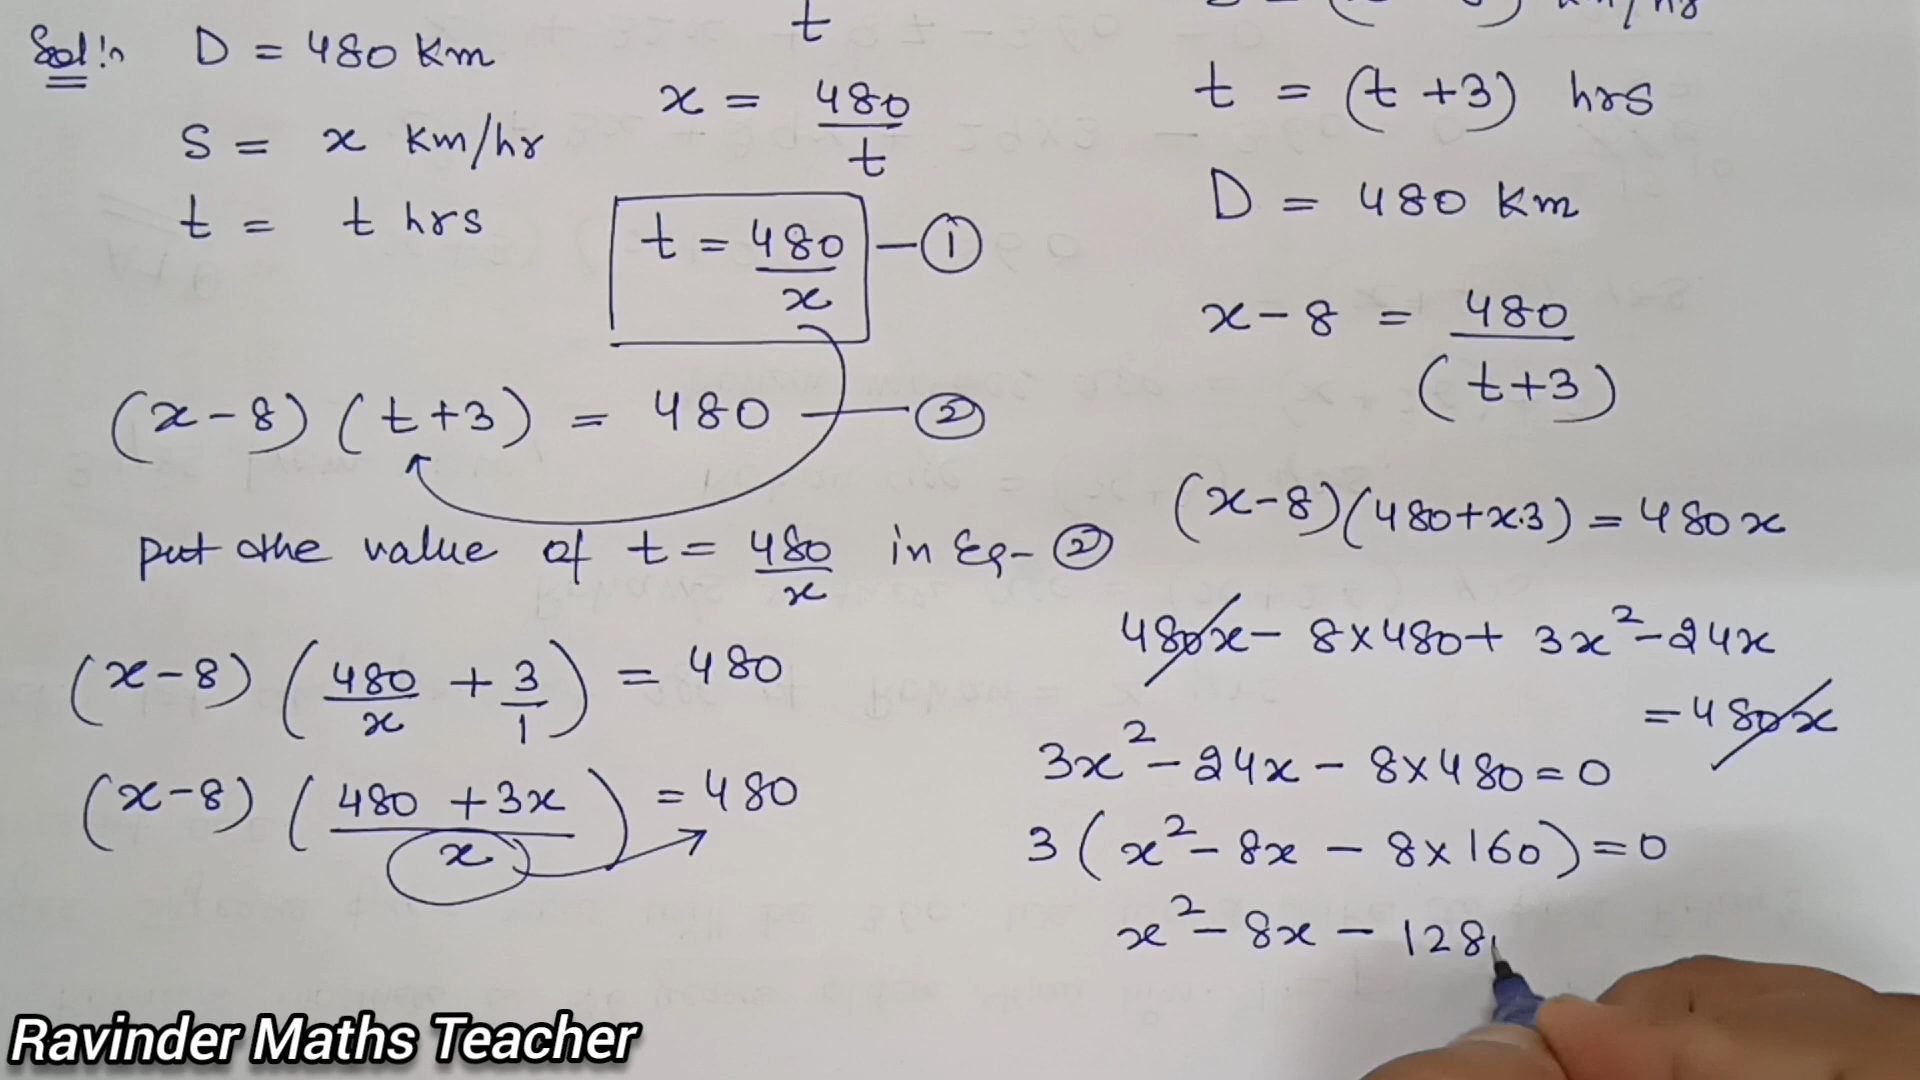 Sol!n D = 480 Km
S = x Km/hr
t = t hrs
t
x = 480/t
t = 480/x — ①
(x-8) (t+3) = 480 — ②
put the value of t = 480/x in Eq- ②
(x-8) (480/x + 3/1) = 480
(x-8) ((480 +3x)/x) = 480
t = (t +3) hrs
D = 480 Km
x-8 = 480/(t+3)
(x-8)(480+x.3) = 480x
480x - 8x480+ 3x²-24x
=480x
3x² - 24x - 8x480=0
3(x²- 8x - 8x160)=0
x²- 8x - 128
Ravinder Maths Teacher